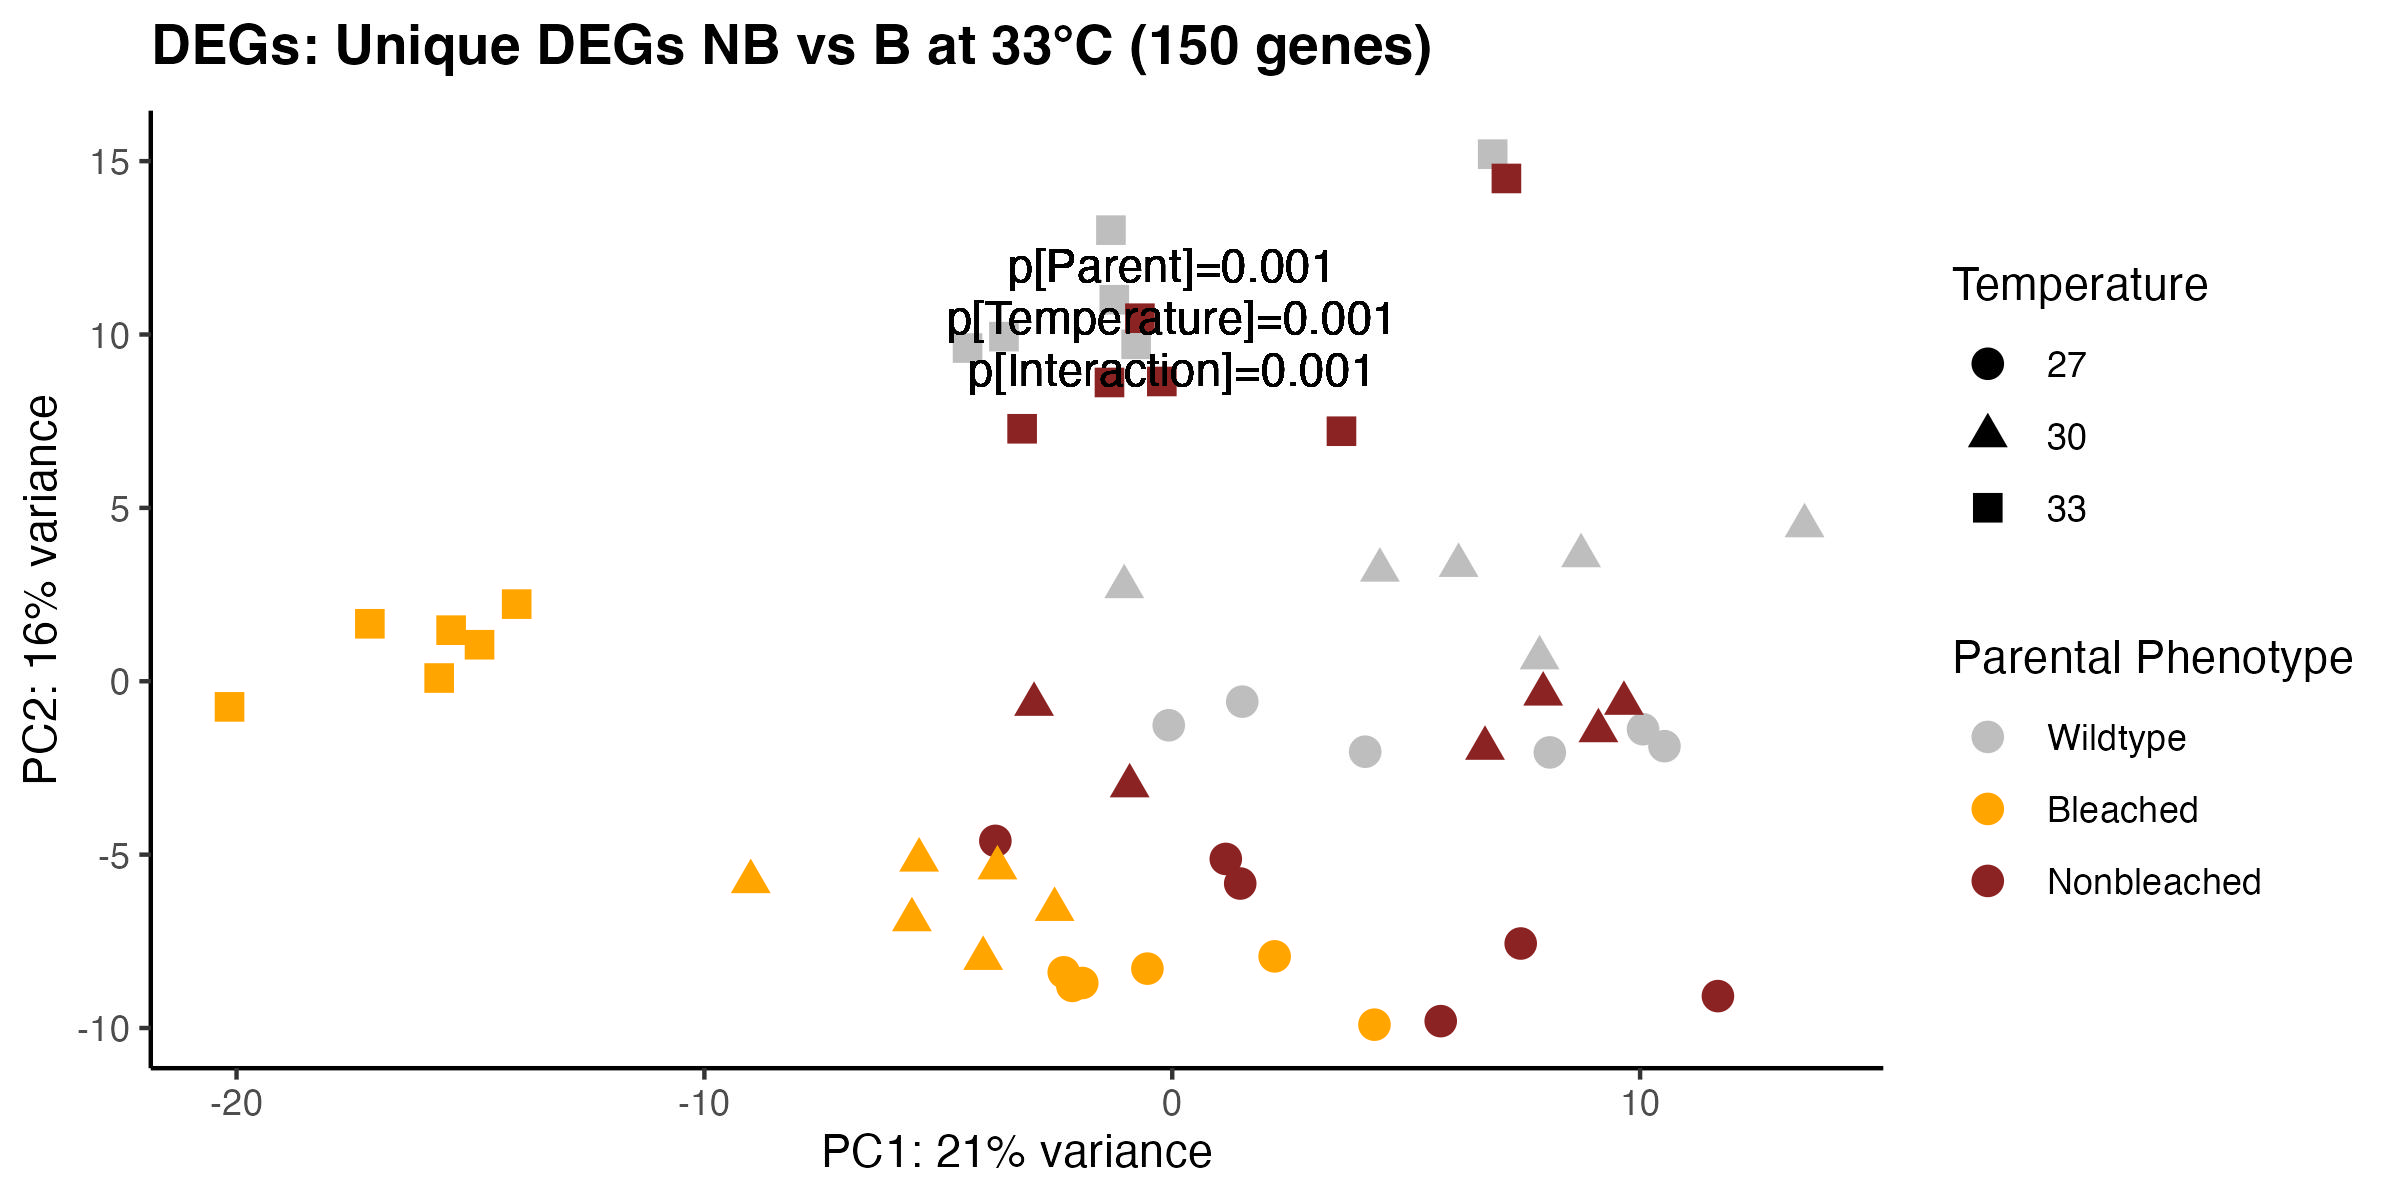 DEGs: Unique DEGs NB vs B at 33°C (150 genes)
15
10
5
0
-5
-10
PC2: 16% variance
p[Parent]=0.001
p[Temperature]=0.001
p[Interaction]=0.001
-20
-10
0
10
PC1: 21% variance
Temperature
27
30
33
Parental Phenotype
Wildtype
Bleached
Nonbleached